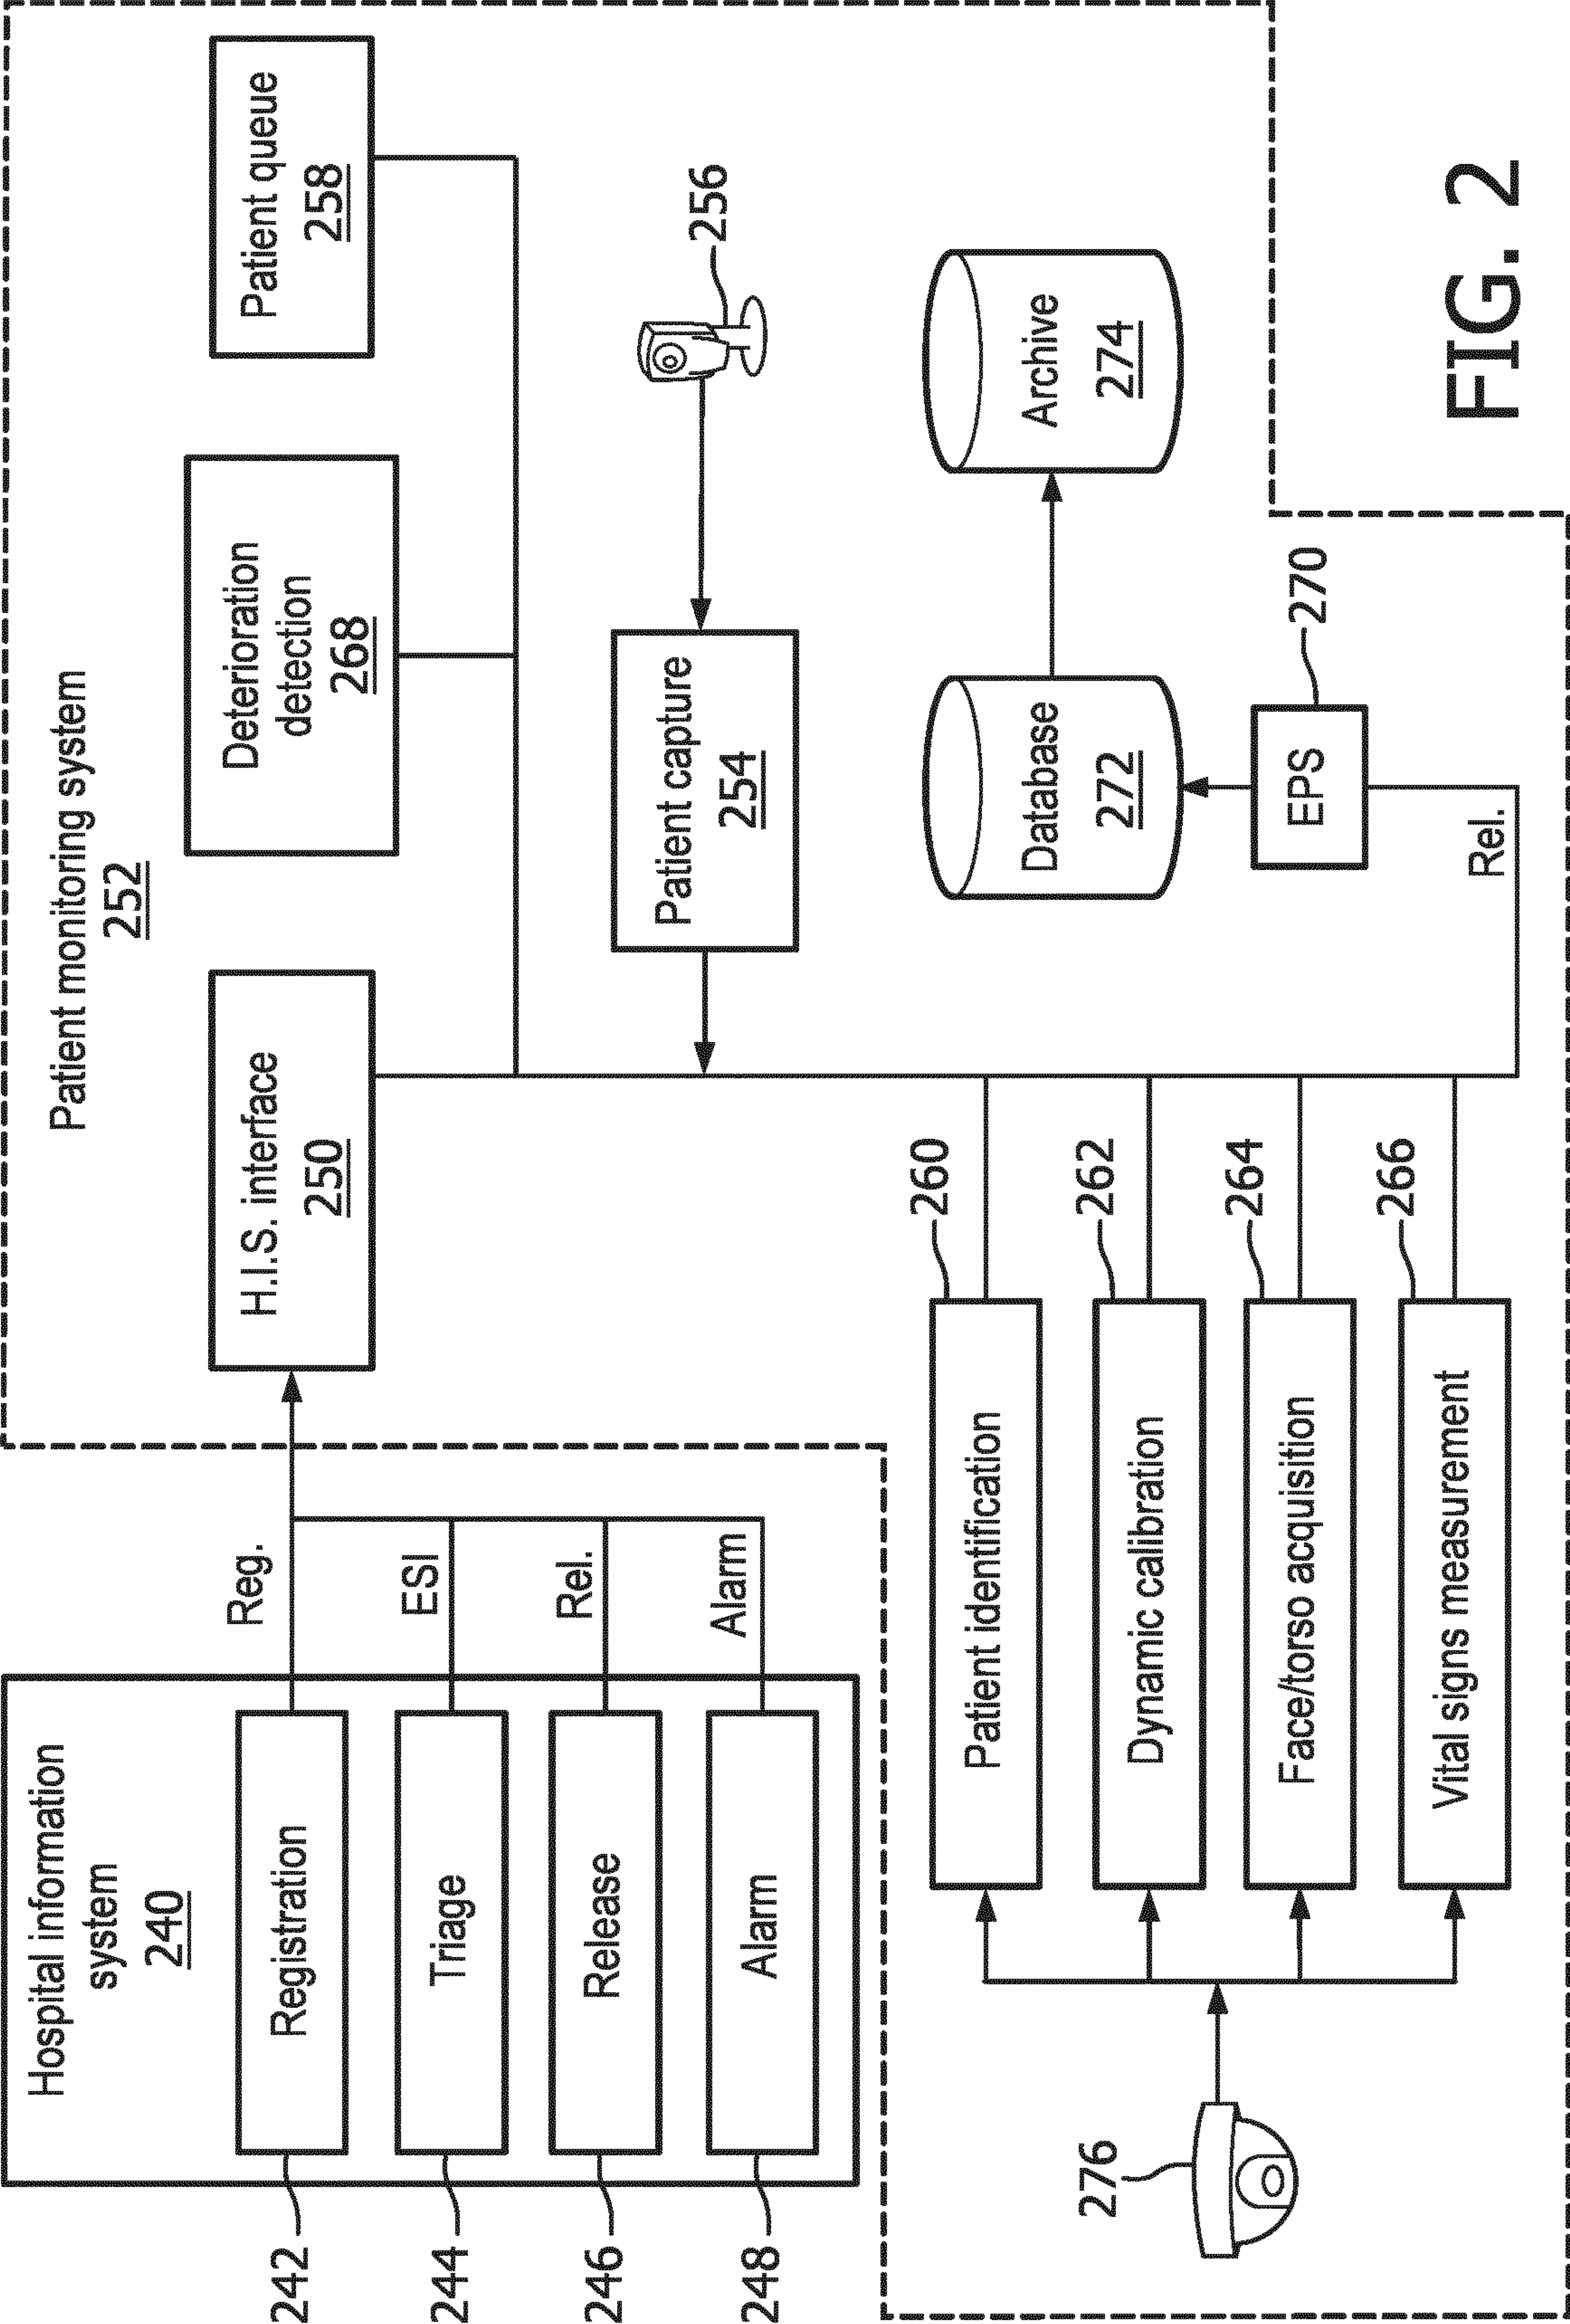 Hospital information
system
240
242
Registration
Reg.
244
Triage
ESI
246
Release
Rel.
248
Alarm
Alarm
Patient monitoring system
252
H.I.S. interface
250
Deterioration
detection
268
Patient queue
258
Patient capture
254
256
276
Patient identification
260
Dynamic calibration
262
Face/torso acquisition
264
Vital signs measurement
266
Database
272
Archive
274
EPS
270
Rel.
FIG. 2